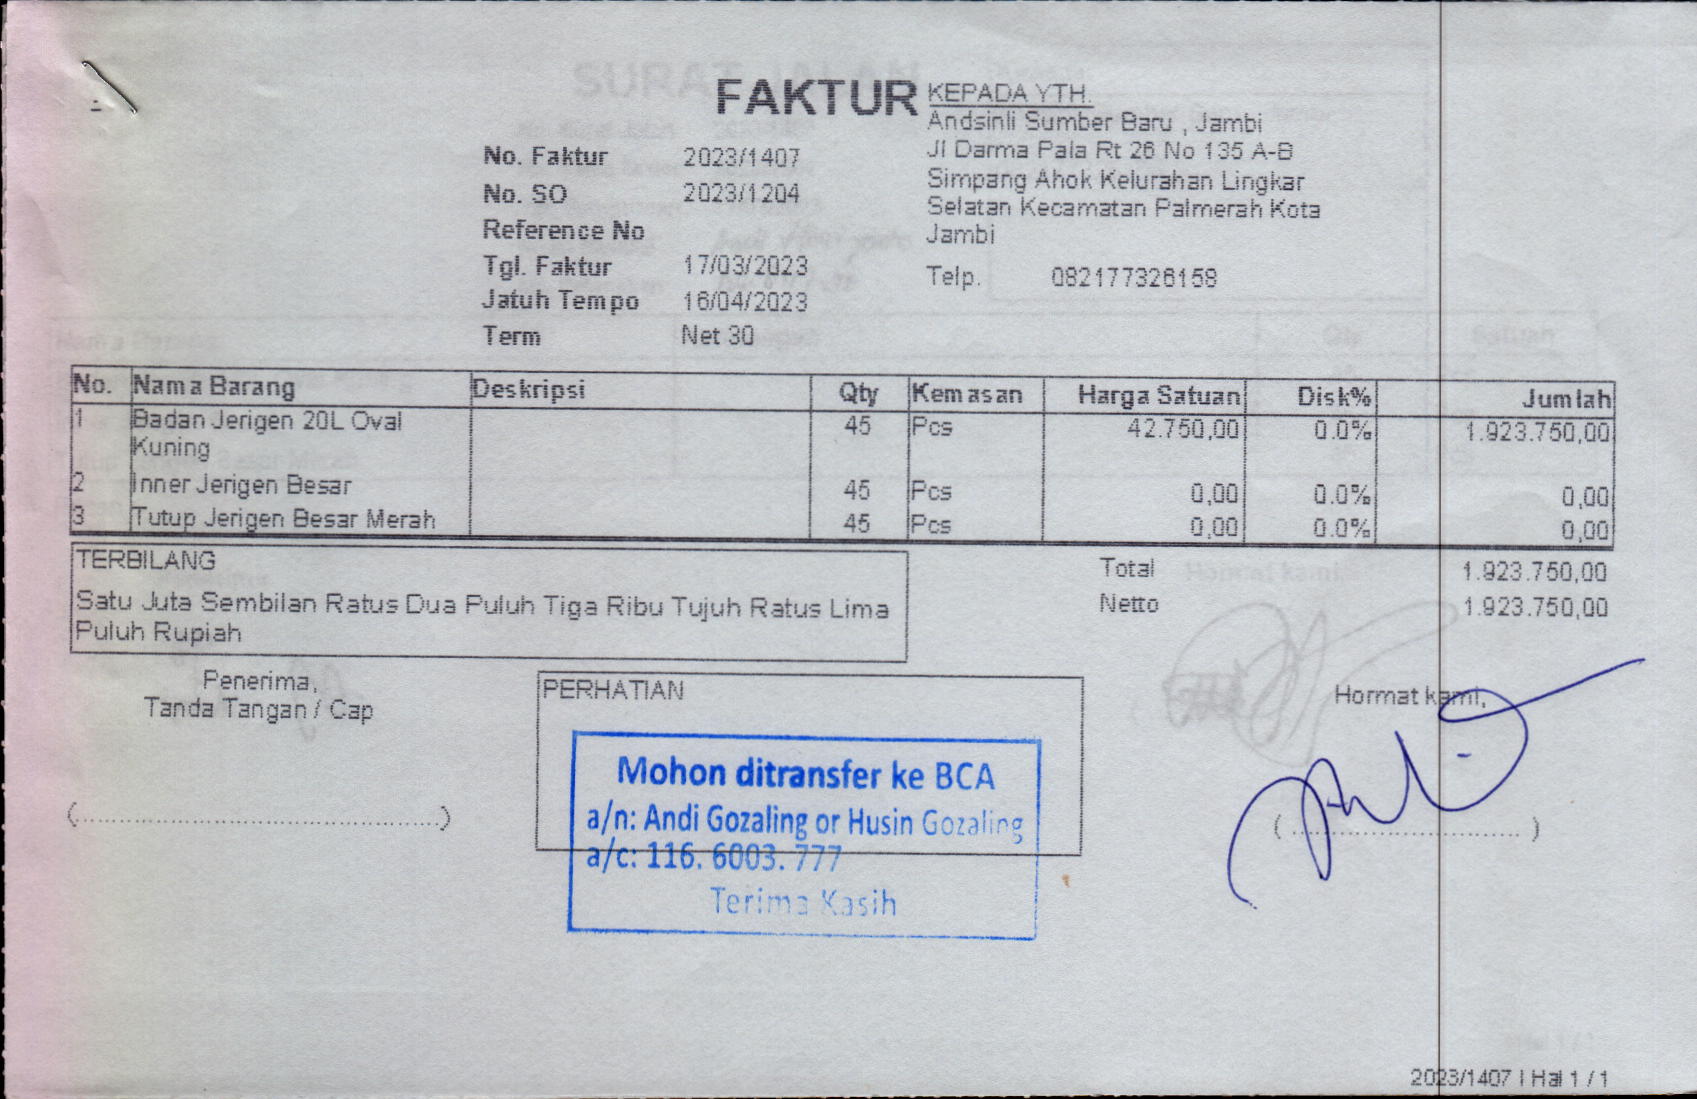 FAKTUR
KEPADA YTH.
Andsinli Sumber Baru , Jambi
Jl Darma Pala Rt 26 No 135 A-B
Simpang Ahok Kelurahan Lingkar
Selatan Kecamatan Palmerah Kota
Jambi
Telp. 082177326158
No. Faktur 2023/1407
No. SO 2023/1204
Reference No
Tgl. Faktur 17/03/2023
Jatuh Tempo 16/04/2023
Term Net 30
No. Nama Barang Deskripsi Qty Kemasan Harga Satuan Disk% Jumlah
1 Badan Jerigen 20L Oval 45 Pcs 42.750,00 0.0% 1.923.750,00
Kuning
2 Inner Jerigen Besar 45 Pcs 0,00 0.0% 0,00
3 Tutup Jerigen Besar Merah 45 Pcs 0,00 0.0% 0,00
TERBILANG
Satu Juta Sembilan Ratus Dua Puluh Tiga Ribu Tujuh Ratus Lima
Puluh Rupiah
Total 1.923.750,00
Netto 1.923.750,00
Penerima,
Tanda Tangan / Cap
(..........................................)
PERHATIAN
Mohon ditransfer ke BCA
a/n: Andi Gozaling or Husin Gozaling
a/c: 116. 6003. 777
Terima Kasih
Hormat kami,
( .............................. )
2023/1407 | Hal 1 / 1